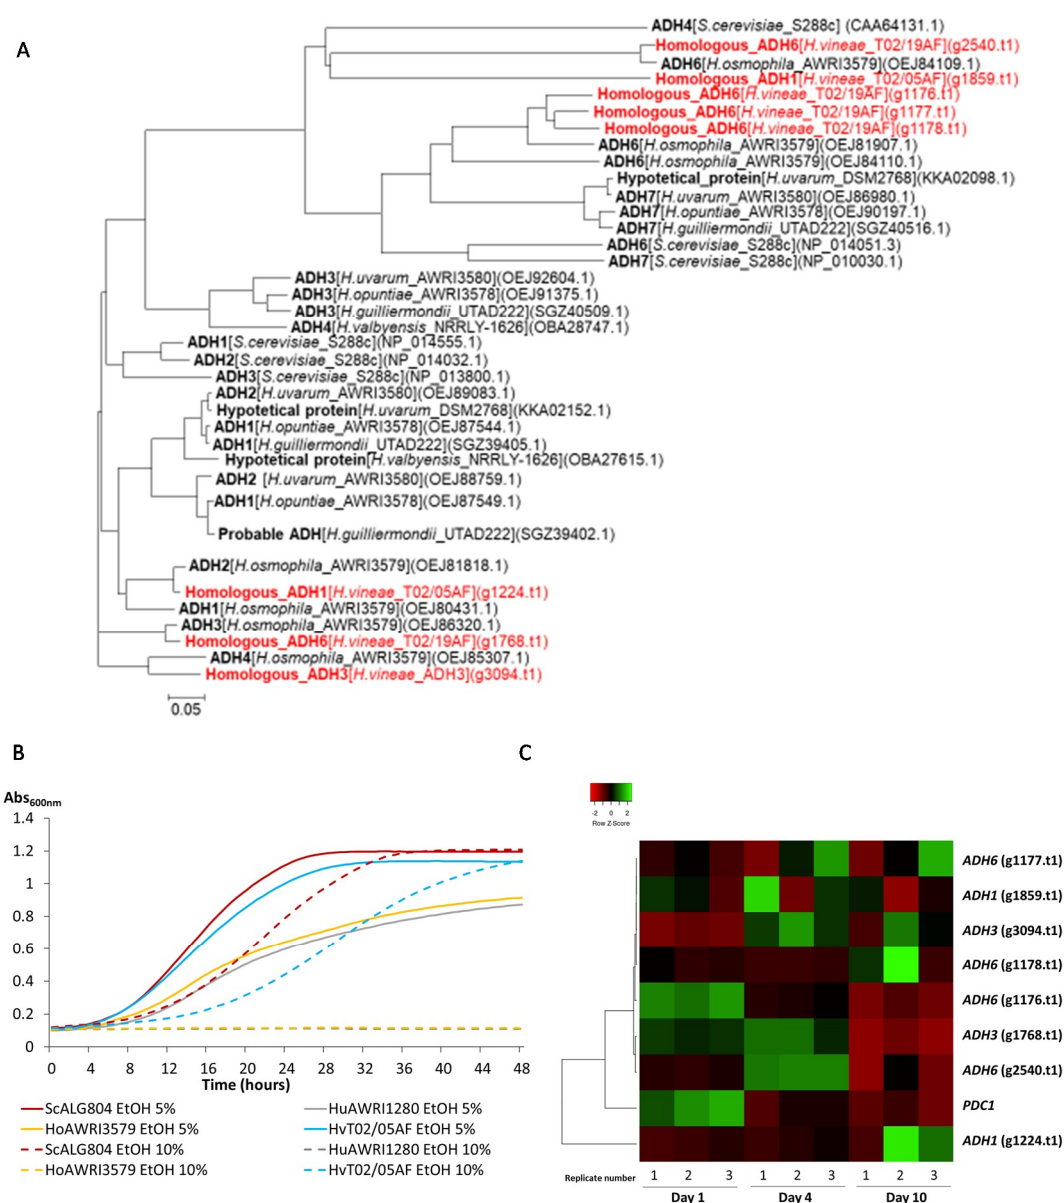 A
ADH4[S.cerevisiae_S288c] (CAA64131.1)
Homologous_ADH6[H.vineae_T02/19AF](g2540.t1)
ADH6[H.osmophila_AWRI3579](OEJ84109.1)
Homologous_ADH1[H.vineae_T02/05AF](g1859.t1)
Homologous_ADH6[H.vineae_T02/19AF](g1176.t1)
Homologous_ADH6[H.vineae_T02/19AF](g1177.t1)
Homologous_ADH6[H.vineae_T02/19AF](g1178.t1)
ADH6[H.osmophila_AWRI3579](OEJ81907.1)
ADH6[H.osmophila_AWRI3579](OEJ84110.1)
Hypotetical_protein[H.uvarum_DSM2768](KKA02098.1)
ADH7[H.uvarum_AWRI3580](OEJ86980.1)
ADH7[H.opuntiae_AWRI3578](OEJ90197.1)
ADH7[H.guilliermondii_UTAD222](SGZ40516.1)
ADH6[S.cerevisiae_S288c](NP_014051.3)
ADH7[S.cerevisiae_S288c](NP_010030.1)
ADH3[H.uvarum_AWRI3580](OEJ92604.1)
ADH3[H.opuntiae_AWRI3578](OEJ91375.1)
ADH3[H.guilliermondii_UTAD222](SGZ40509.1)
ADH4[H.valbyensis_NRRLY-1626](OBA28747.1)
ADH1[S.cerevisiae_S288c](NP_014555.1)
ADH2[S.cerevisiae_S288c](NP_014032.1)
ADH3[S.cerevisiae_S288c](NP_013800.1)
ADH2[H.uvarum_AWRI3580](OEJ89083.1)
Hypotetical protein[H.uvarum_DSM2768](KKA02152.1)
ADH1[H.opuntiae_AWRI3578](OEJ87544.1)
ADH1[H.guilliermondii_UTAD222](SGZ39405.1)
Hypotetical protein[H.valbyensis_NRRLY-1626](OBA27615.1)
ADH2 [H.uvarum_AWRI3580](OEJ88759.1)
ADH1[H.opuntiae_AWRI3578](OEJ87549.1)
Probable ADH[H.guilliermondii_UTAD222](SGZ39402.1)
ADH2[H.osmophila_AWRI3579](OEJ81818.1)
Homologous_ADH1[H.vineae_T02/05AF](g1224.t1)
ADH1[H.osmophila_AWRI3579](OEJ80431.1)
ADH3[H.osmophila_AWRI3579](OEJ86320.1)
Homologous_ADH6[H.vineae_T02/19AF](g1768.t1)
ADH4[H.osmophila_AWRI3579](OEJ85307.1)
Homologous_ADH3[H.vineae_ADH3](g3094.t1)
0.05
B
Abs600nm
1.4
1.2
1
0.8
0.6
0.4
0.2
0
0 4 8 12 16 20 24 28 32 36 40 44 48
Time (hours)
ScALG804 EtOH 5%
HuAWRI1280 EtOH 5%
HoAWRI3579 EtOH 5%
HvT02/05AF EtOH 5%
ScALG804 EtOH 10%
HuAWRI1280 EtOH 10%
HoAWRI3579 EtOH 10%
HvT02/05AF EtOH 10%
C
-2 0 2
Row Z-Score
ADH6 (g1177.t1)
ADH1 (g1859.t1)
ADH3 (g3094.t1)
ADH6 (g1178.t1)
ADH6 (g1176.t1)
ADH3 (g1768.t1)
ADH6 (g2540.t1)
PDC1
ADH1 (g1224.t1)
Replicate number 1 2 3 1 2 3 1 2 3
Day 1 Day 4 Day 10